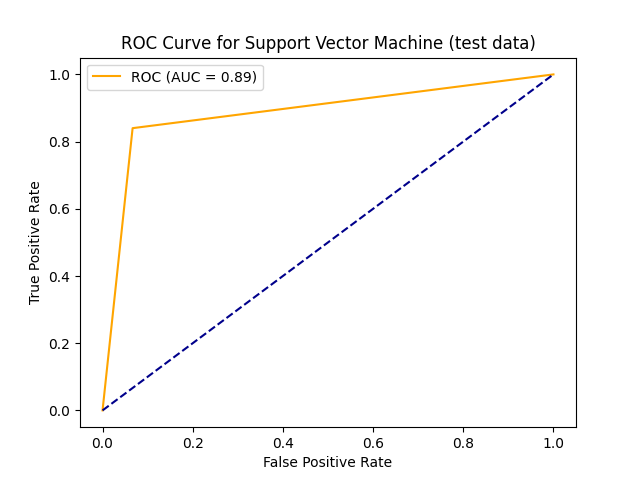 ROC Curve for Support Vector Machine (test data)
ROC (AUC = 0.89)
True Positive Rate
1.0
0.8
0.6
0.4
0.2
0.0
0.0 0.2 0.4 0.6 0.8 1.0
False Positive Rate